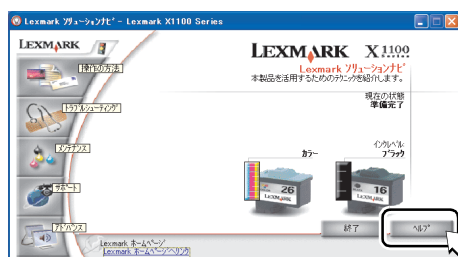 Lexmark ソリューションナビ - Lexmark X1100 Series
LEXMARK
LEXMARK X1100
Lexmark ソリューションナビ
本製品を活用するためのテクニックを紹介します。
現在の状態
準備完了
操作の方法
トラブルシューティング
メンテナンス
サポート
アドバンス
インクレベル
カラー ブラック
26
LEXMARK
16
LEXMARK
終了 ヘルプ
Lexmark ホームページ
Lexmark ホームページへリンク